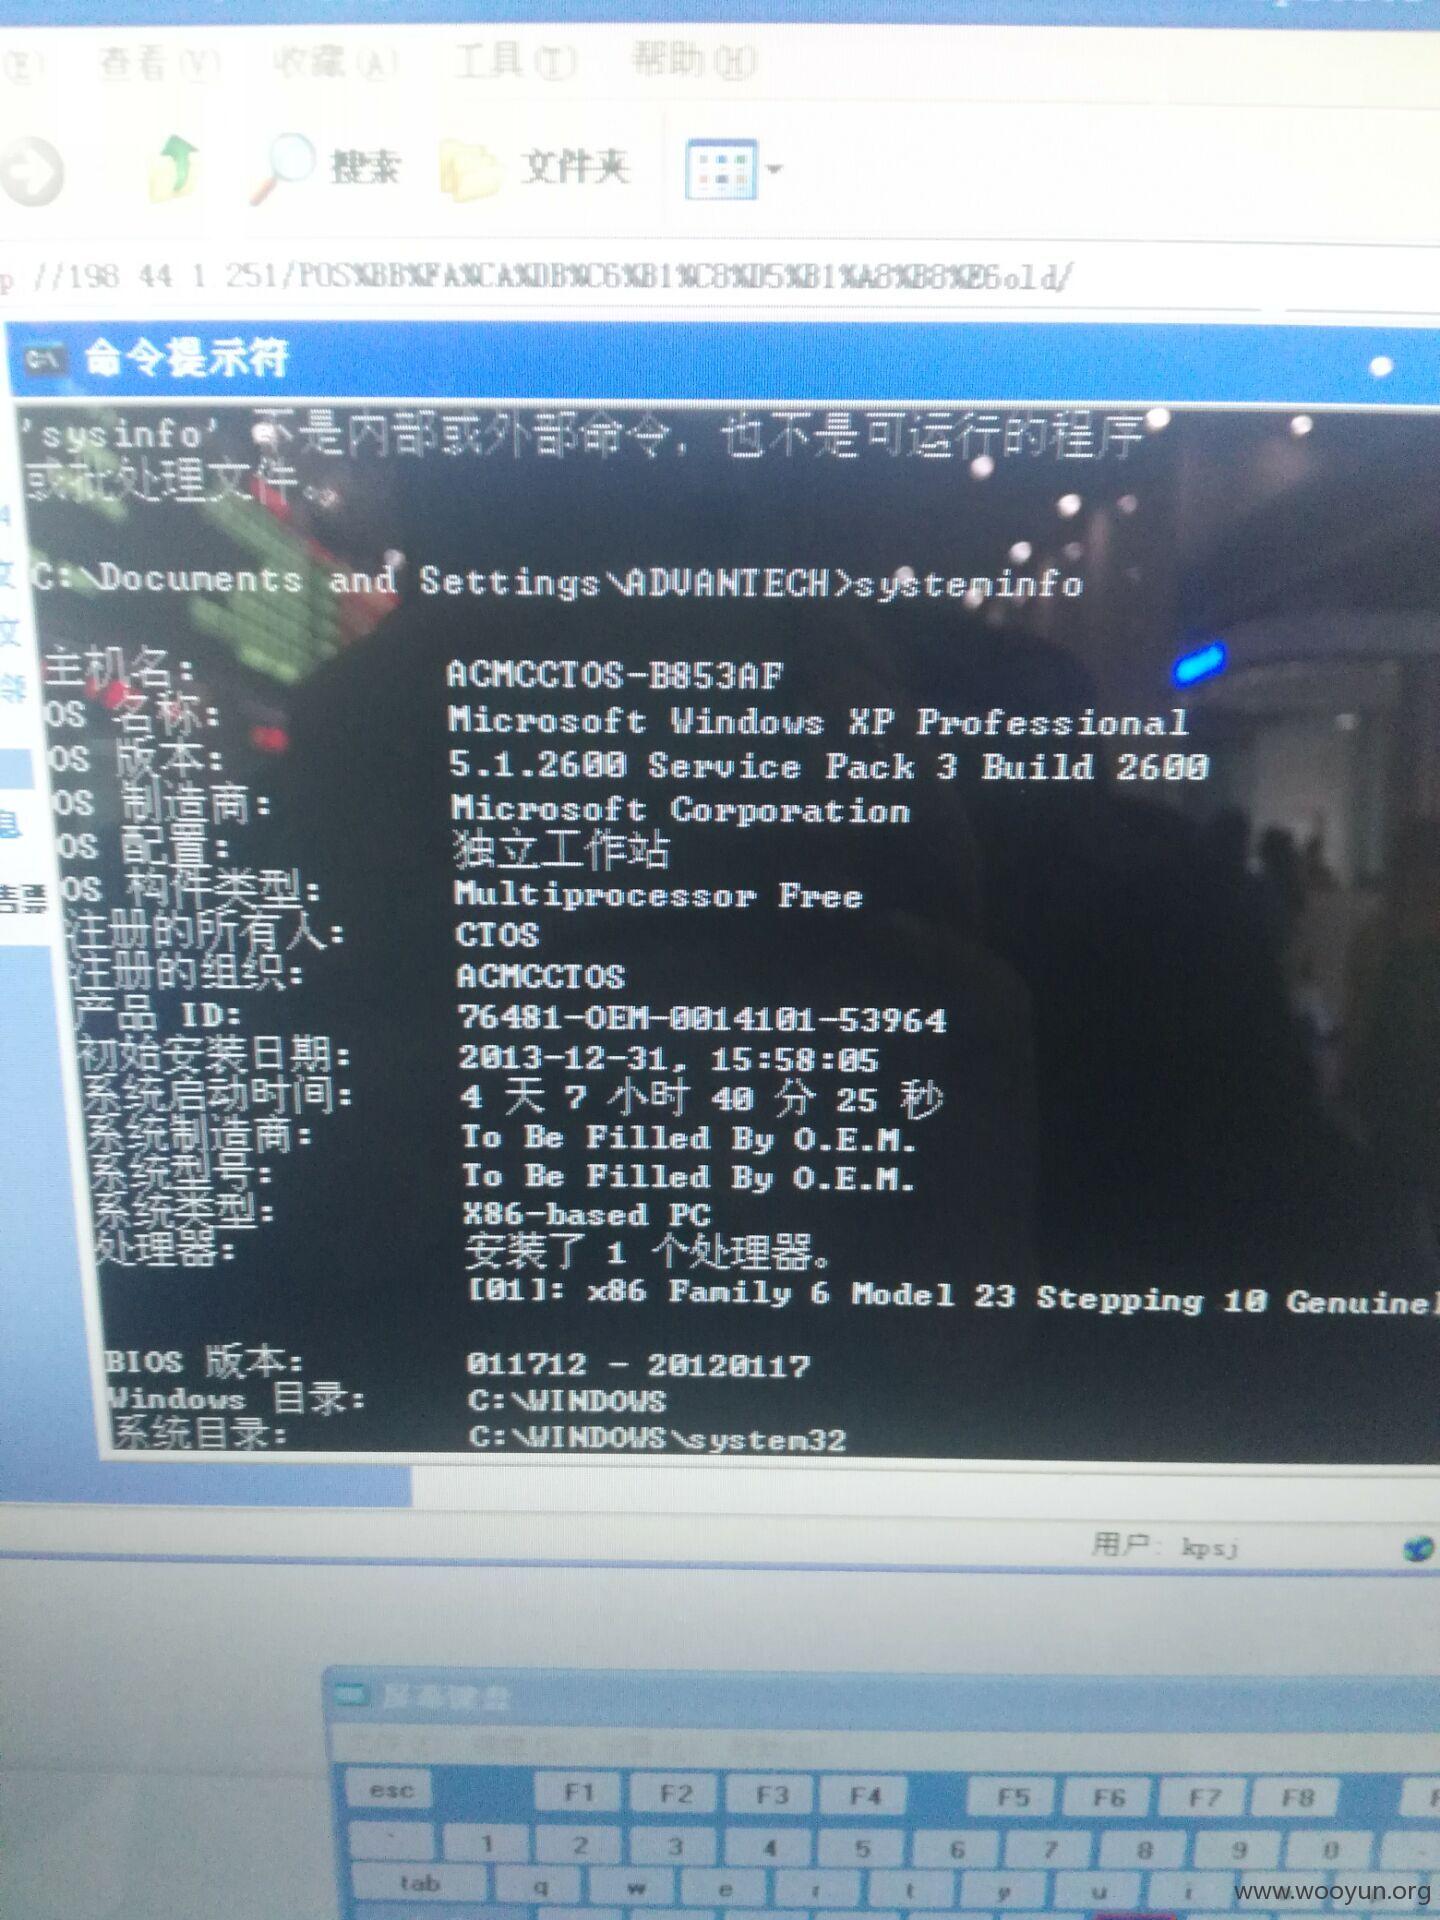 (E) 查看(V) 收藏(A) 工具(T) 帮助(H)
搜索 文件夹
p //198 44 1 251/POS%BB%FA%CA%DB%C6%B1%C8%D5%B1%A8%B8%E6old/
命令提示符
'sysinfo' 不是内部或外部命令，也不是可运行的程序
或批处理文件。
C:\Documents and Settings\ADVANTECH>systeminfo
主机名: ACMCCTOS-B853AF
OS 名称: Microsoft Windows XP Professional
OS 版本: 5.1.2600 Service Pack 3 Build 2600
OS 制造商: Microsoft Corporation
OS 配置: 独立工作站
OS 构件类型: Multiprocessor Free
注册的所有人: CTOS
注册的组织: ACMCCTOS
产品 ID: 76481-OEM-0014101-53964
初始安装日期: 2013-12-31, 15:58:05
系统启动时间: 4 天 7 小时 40 分 25 秒
系统制造商: To Be Filled By O.E.M.
系统型号: To Be Filled By O.E.M.
系统类型: X86-based PC
处理器: 安装了 1 个处理器。
[01]: x86 Family 6 Model 23 Stepping 10 GenuineI
BIOS 版本: 011712 - 20120117
Windows 目录: C:\WINDOWS
系统目录: C:\WINDOWS\system32
用户: kpsj
屏幕键盘
esc F1 F2 F3 F4 F5 F6 F7 F8
` 1 2 3 4 5 6 7 8 9 0 -
tab q w e r t y u i
www.wooyun.org